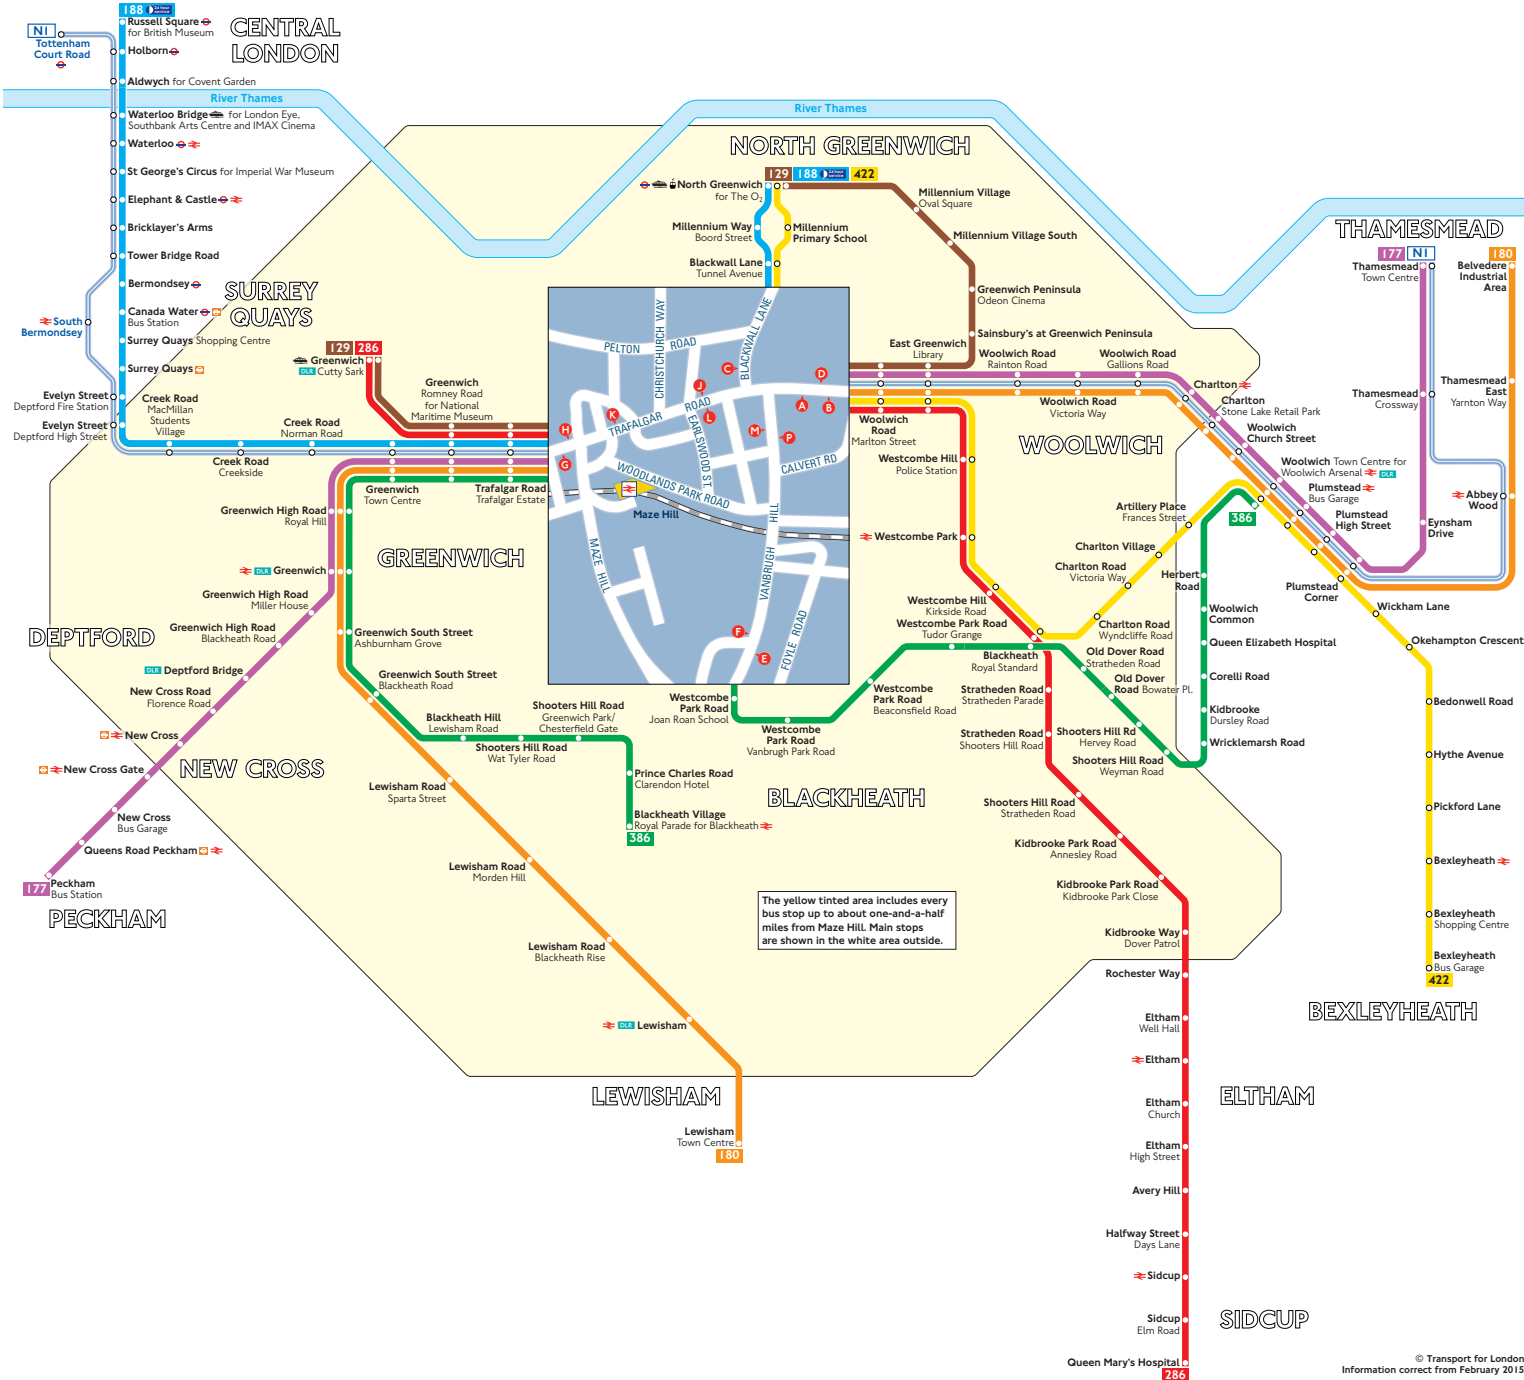 188
24 hour service
N1
Tottenham
Court Road
Russell Square
for British Museum
Holborn
Aldwych for Covent Garden
CENTRAL
LONDON
River Thames
River Thames
Waterloo Bridge for London Eye,
Southbank Arts Centre and IMAX Cinema
Waterloo
St George's Circus for Imperial War Museum
Elephant & Castle
Bricklayer's Arms
Tower Bridge Road
Bermondsey
SURREY
QUAYS
Canada Water
Bus Station
South
Bermondsey
Surrey Quays Shopping Centre
Surrey Quays
Evelyn Street
Deptford Fire Station
Evelyn Street
Deptford High Street
Creek Road
MacMillan
Students
Village
Creek Road
Creekside
Creek Road
Norman Road
129 286
Greenwich
DLR Cutty Sark
Greenwich
Romney Road
for National
Maritime Museum
Greenwich
Town Centre
Trafalgar Road
Trafalgar Estate
NORTH GREENWICH
129 188 24 hour service 422
North Greenwich
for The O2
Millennium Way
Boord Street
Millennium
Primary School
Blackwall Lane
Tunnel Avenue
Millennium Village
Oval Square
Millennium Village South
Greenwich Peninsula
Odeon Cinema
Sainsbury's at Greenwich Peninsula
East Greenwich
Library
Woolwich Road
Rainton Road
Woolwich Road
Gallions Road
Woolwich Road
Victoria Way
Woolwich
Road
Marlton Street
Charlton
Charlton
Stone Lake Retail Park
Woolwich
Church Street
Woolwich Town Centre for
Woolwich Arsenal DLR
Plumstead
Bus Garage
Plumstead
High Street
Plumstead
Corner
WOOLWICH
THAMESMEAD
177 N1
180
Thamesmead
Town Centre
Belvedere
Industrial
Area
Thamesmead
Crossway
Thamesmead
East
Yarnton Way
Abbey
Wood
Eynsham
Drive
PELTON ROAD
CHRISTCHURCH WAY
BLACKWALL LANE
TRAFALGAR ROAD
EARLSWOOD ST.
WOODLANDS PARK ROAD
CALVERT RD
MAZE HILL
VANBRUGH HILL
FOYLE ROAD
Maze Hill
A
B
C
D
E
F
G
H
J
K
L
M
P
Westcombe Hill
Police Station
Westcombe Park
Westcombe Hill
Kirkside Road
Westcombe Park Road
Tudor Grange
Blackheath
Royal Standard
Artillery Place
Frances Street
Charlton Village
Charlton Road
Victoria Way
Charlton Road
Wyndcliffe Road
386
Herbert
Road
Woolwich
Common
Queen Elizabeth Hospital
Corelli Road
Kidbrooke
Dursley Road
Wricklemarsh Road
Old Dover Road
Stratheden Road
Old Dover
Road Bowater Pl.
Shooters Hill Rd
Hervey Road
Shooters Hill Road
Weyman Road
Wickham Lane
Okehampton Crescent
Bedonwell Road
Hythe Avenue
Pickford Lane
Bexleyheath
Bexleyheath
Shopping Centre
Bexleyheath
Bus Garage
422
BEXLEYHEATH
Greenwich High Road
Royal Hill
DLR Greenwich
Greenwich High Road
Miller House
Greenwich High Road
Blackheath Road
DLR Deptford Bridge
New Cross Road
Florence Road
New Cross
New Cross Gate
New Cross
Bus Garage
Queens Road Peckham
177
Peckham
Bus Station
PECKHAM
DEPTFORD
NEW CROSS
GREENWICH
Greenwich South Street
Ashburnham Grove
Greenwich South Street
Blackheath Road
Blackheath Hill
Lewisham Road
Shooters Hill Road
Wat Tyler Road
Shooters Hill Road
Greenwich Park/
Chesterfield Gate
Prince Charles Road
Clarendon Hotel
Blackheath Village
Royal Parade for Blackheath
386
Westcombe
Park Road
Joan Roan School
Westcombe
Park Road
Vanbrugh Park Road
Westcombe
Park Road
Beaconsfield Road
BLACKHEATH
Stratheden Road
Stratheden Parade
Stratheden Road
Shooters Hill Road
Shooters Hill Road
Stratheden Road
Kidbrooke Park Road
Annesley Road
Kidbrooke Park Road
Kidbrooke Park Close
Kidbrooke Way
Dover Patrol
Rochester Way
Eltham
Well Hall
Eltham
Eltham
Church
Eltham
High Street
ELTHAM
Avery Hill
Halfway Street
Days Lane
Sidcup
Sidcup
Elm Road
SIDCUP
Queen Mary's Hospital
286
Lewisham Road
Sparta Street
Lewisham Road
Morden Hill
Lewisham Road
Blackheath Rise
DLR Lewisham
LEWISHAM
Lewisham
Town Centre
180
The yellow tinted area includes every
bus stop up to about one-and-a-half
miles from Maze Hill. Main stops
are shown in the white area outside.
© Transport for London
Information correct from February 2015